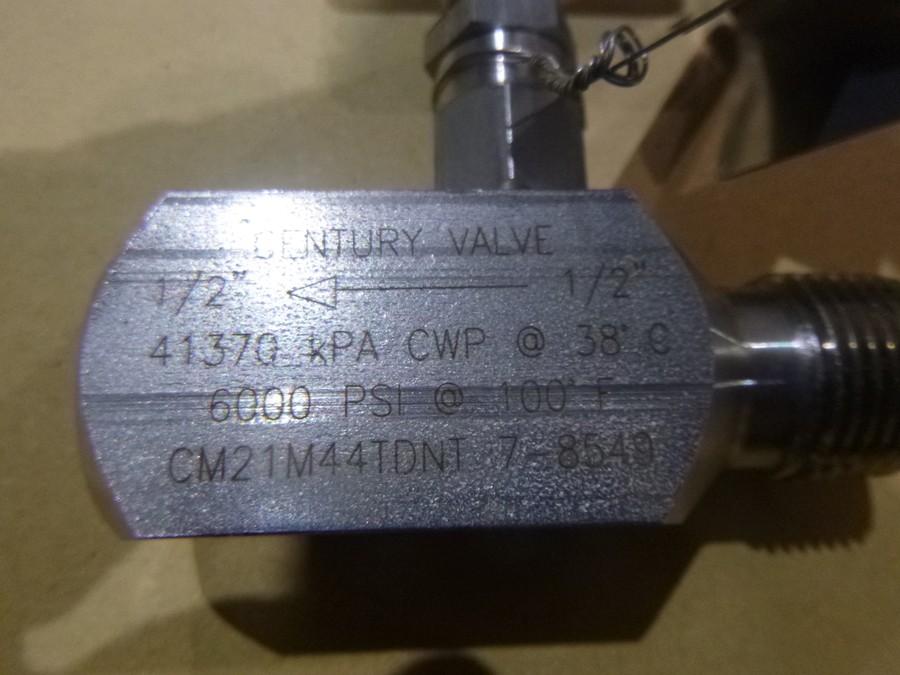 CENTURY VALVE
1/2" 1/2"
41370 kPA CWP @ 38°C
6000 PSI @ 100°F
CM21M44TDNT 7-8549